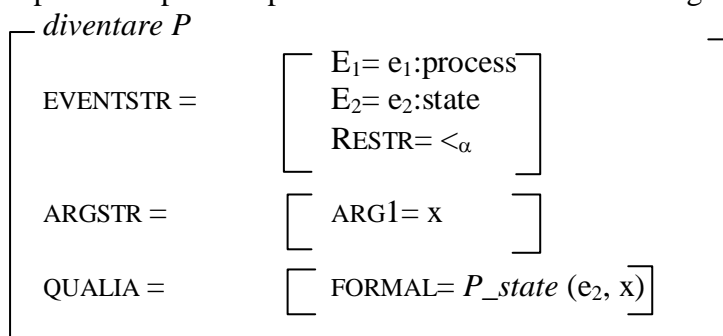 diventare P
E₁= e₁:process
EVENTSTR = E₂= e₂:state
RESTR= <α
ARGSTR = ARG1= x
QUALIA = FORMAL= P_state (e₂, x)